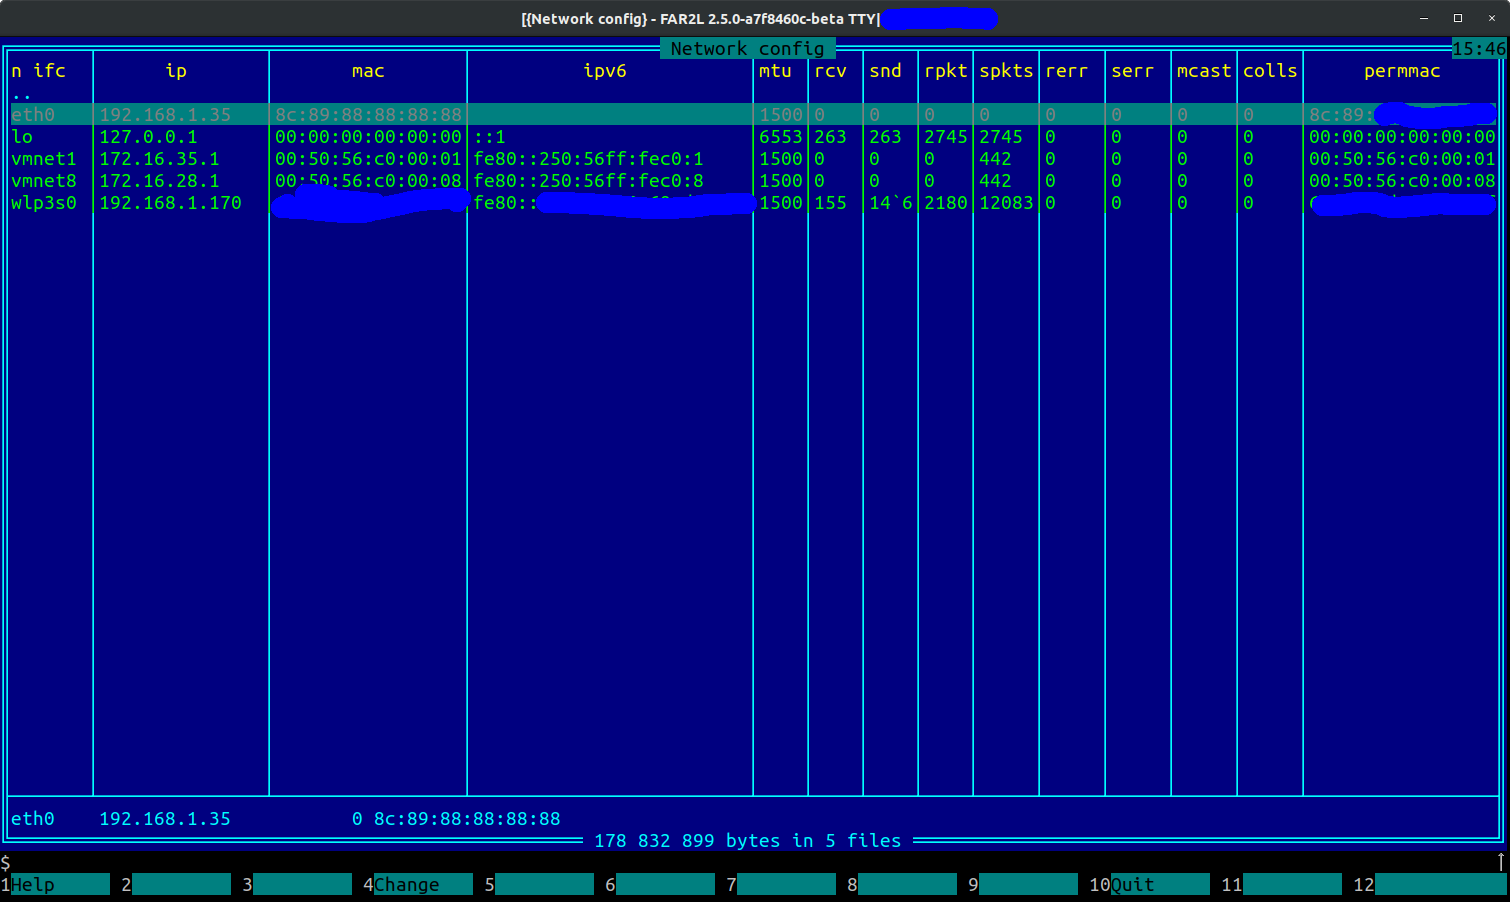 [{Network config} - FAR2L 2.5.0-a7f8460c-beta TTY|
Network config 15:46
n ifc ip mac ipv6 mtu rcv snd rpkt spkts rerr serr mcast colls permmac
..
eth0 192.168.1.35 8c:89:88:88:88:88 1500 0 0 0 0 0 0 0 0 8c:89:
lo 127.0.0.1 00:00:00:00:00:00 ::1 6553 263 263 2745 2745 0 0 0 0 00:00:00:00:00:00
vmnet1 172.16.35.1 00:50:56:c0:00:01 fe80::250:56ff:fec0:1 1500 0 0 0 442 0 0 0 0 00:50:56:c0:00:01
vmnet8 172.16.28.1 00:50:56:c0:00:08 fe80::250:56ff:fec0:8 1500 0 0 0 442 0 0 0 0 00:50:56:c0:00:08
wlp3s0 192.168.1.170 fe80:: 1500 155 14`6 2180 12083 0 0 0 0
eth0 192.168.1.35 0 8c:89:88:88:88:88
178 832 899 bytes in 5 files
$ ↑
1Help 2 3 4Change 5 6 7 8 9 10Quit 11 12